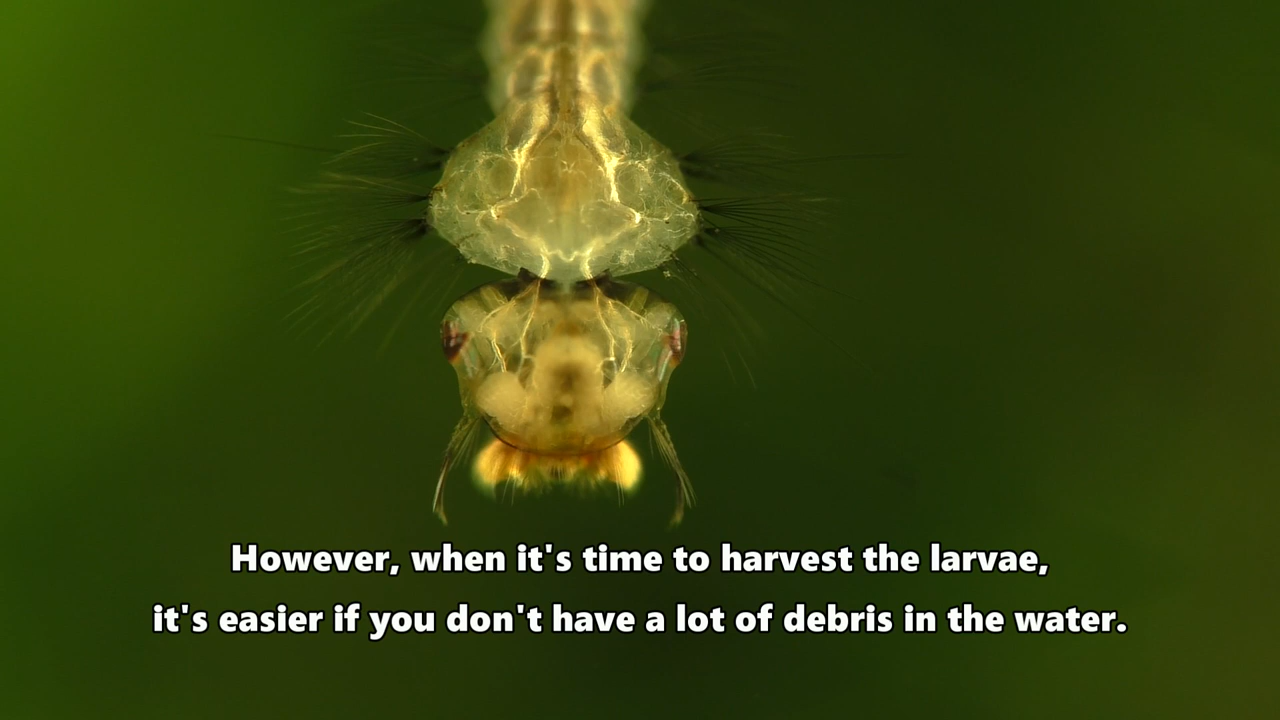 However, when it's time to harvest the larvae,
it's easier if you don't have a lot of debris in the water.